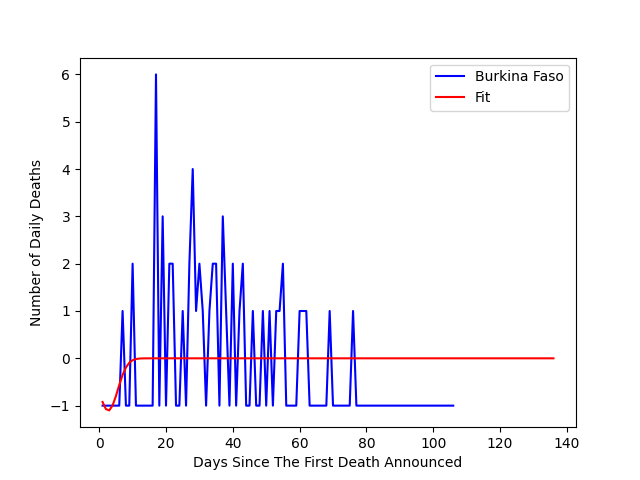 Burkina Faso
Fit
Number of Daily Deaths
6
5
4
3
2
1
0
−1
0 20 40 60 80 100 120 140
Days Since The First Death Announced